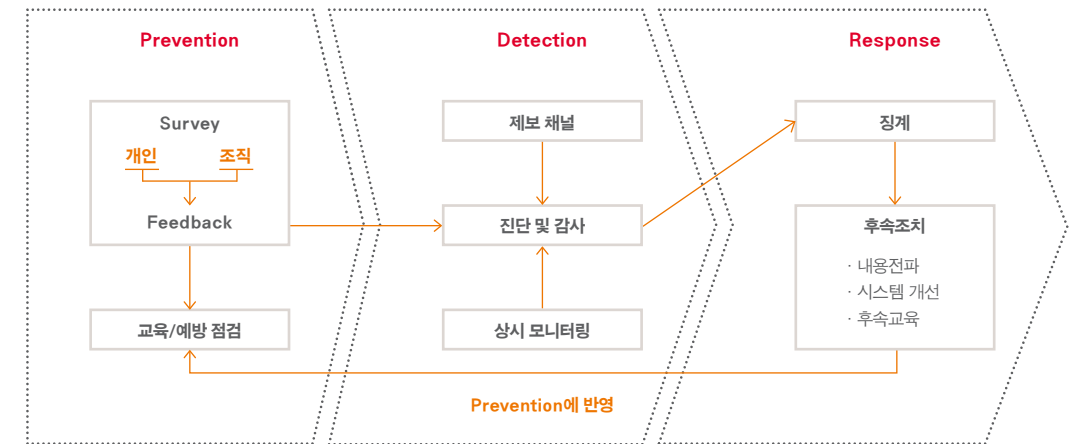 Prevention
Survey
개인
조직
Feedback
교육/예방 점검
Detection
제보 채널
진단 및 감사
상시 모니터링
Response
징계
후속조치
· 내용전파
· 시스템 개선
· 후속교육
Prevention에 반영